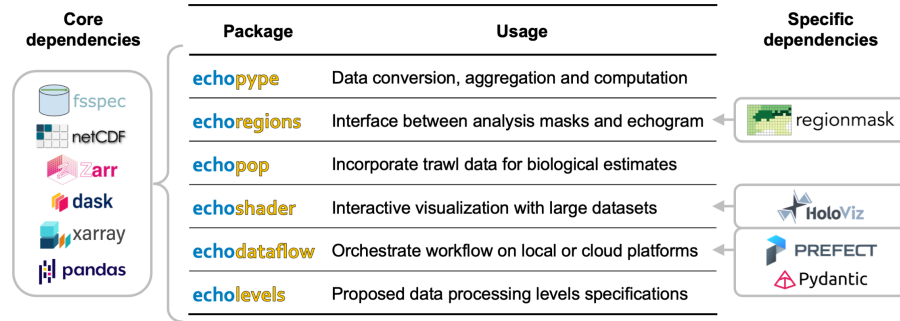 Core
dependencies
fsspec
netCDF
zarr
dask
xarray
pandas
Package Usage
echopype Data conversion, aggregation and computation
echoregions Interface between analysis masks and echogram
echopop Incorporate trawl data for biological estimates
echoshader Interactive visualization with large datasets
echodataflow Orchestrate workflow on local or cloud platforms
echolevels Proposed data processing levels specifications
Specific
dependencies
regionmask
HoloViz
PREFECT
Pydantic